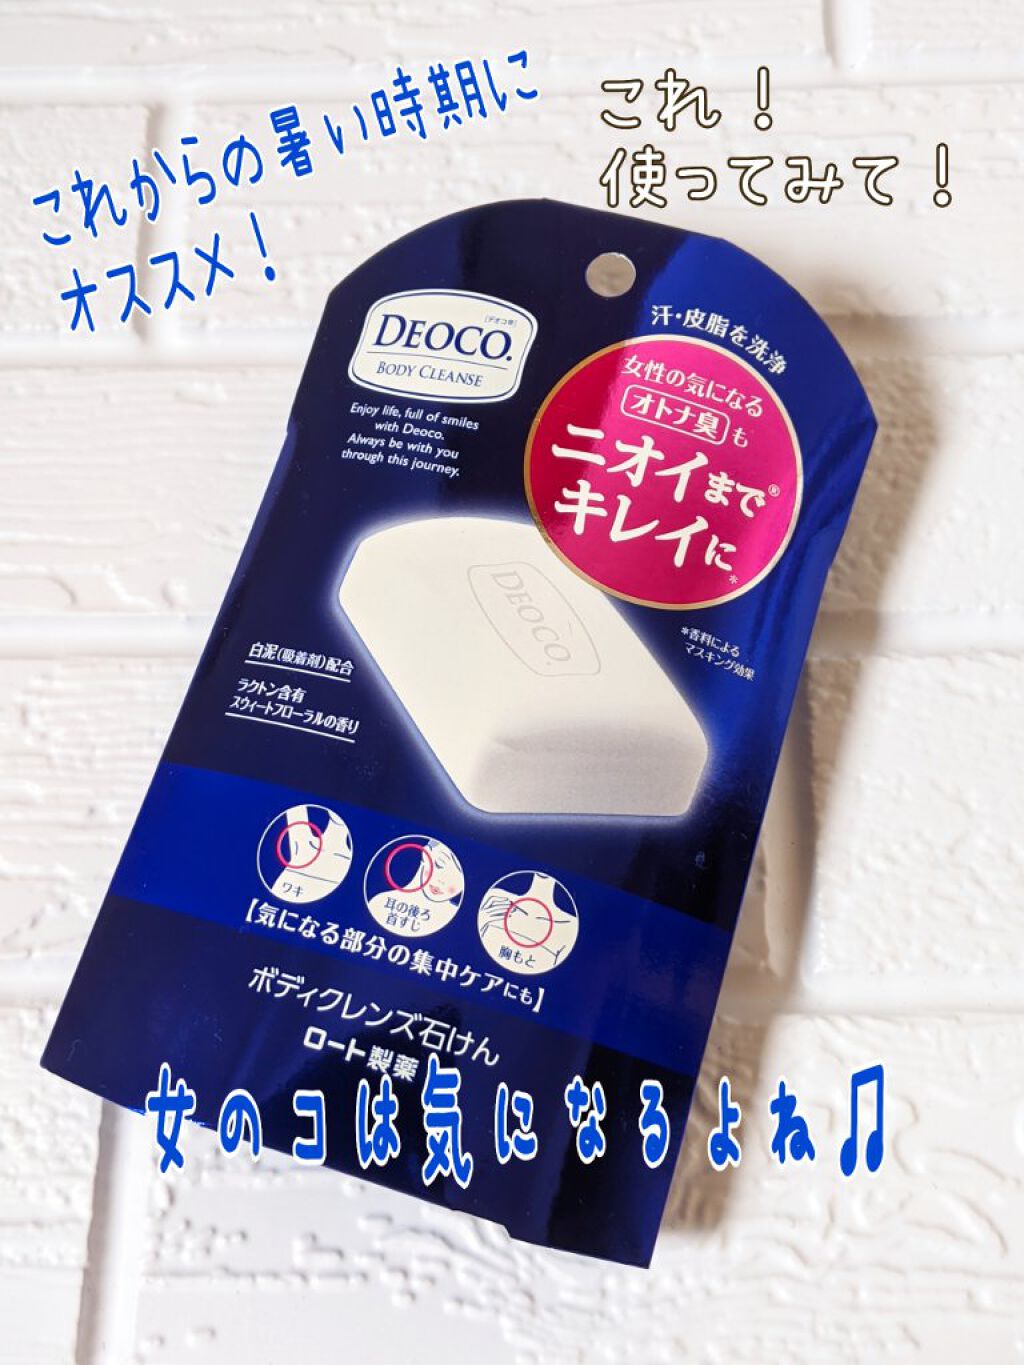 これからの暑い時期に
オススメ！
これ！
使ってみて！
DEOCO.
[デオコ®]
BODY CLEANSE
Enjoy life, full of smiles
with Deoco.
Always be with you
through this journey.
汗・皮脂を洗浄
女性の気になる
オトナ臭も
ニオイまで®
キレイに*
*香料による
マスキング効果
DEOCO.
白泥（吸着剤）配合
ラクトン含有
スウィートフローラルの香り
ワキ
耳の後ろ
首すじ
胸もと
【気になる部分の集中ケアにも】
ボディクレンズ石けん
ロート製薬
女のコは気になるよね♫